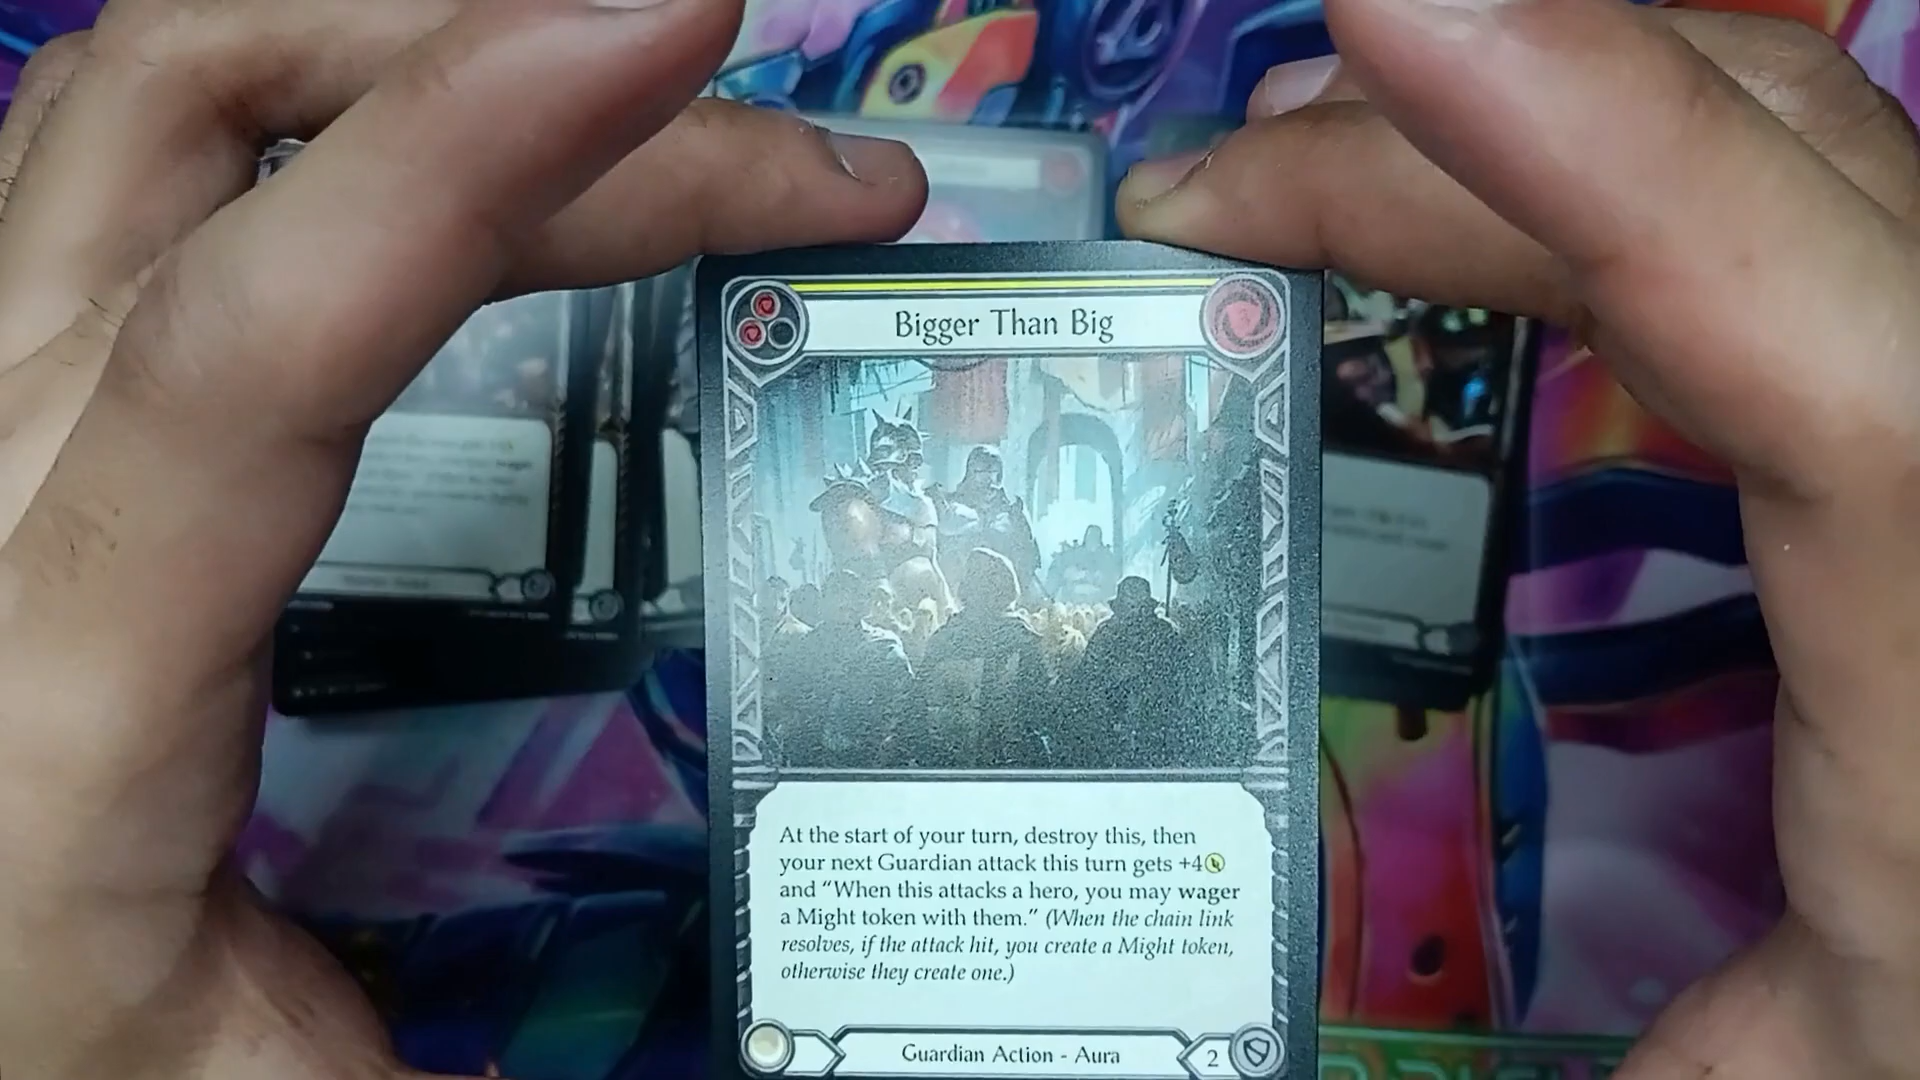 Bigger Than Big
At the start of your turn, destroy this, then
your next Guardian attack this turn gets +4
and “When this attacks a hero, you may wager
a Might token with them.” (When the chain link
resolves, if the attack hit, you create a Might token,
otherwise they create one.)
Guardian Action - Aura
2